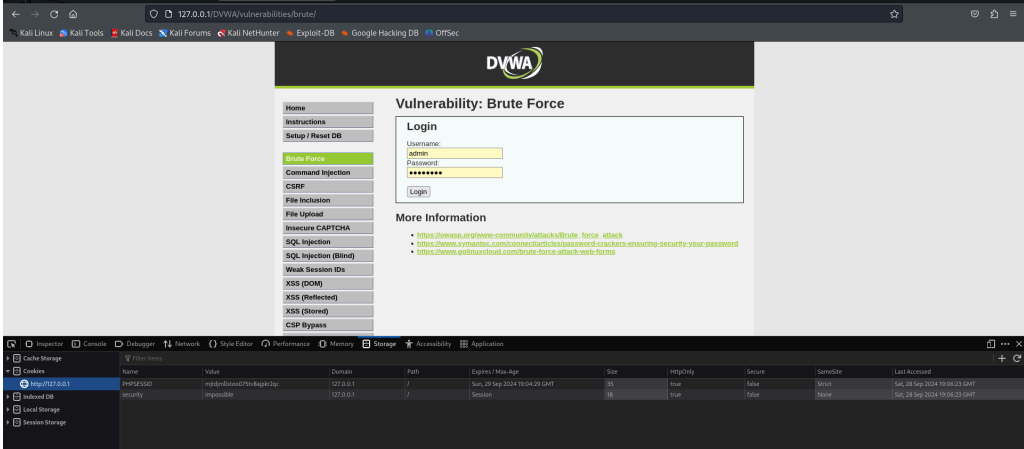 127.0.0.1/DVWA/vulnerabilities/brute/
Kali Linux Kali Tools Kali Docs Kali Forums Kali NetHunter Exploit-DB Google Hacking DB OffSec
DVWA
Home
Instructions
Setup / Reset DB
Brute Force
Command Injection
CSRF
File Inclusion
File Upload
Insecure CAPTCHA
SQL Injection
SQL Injection (Blind)
Weak Session IDs
XSS (DOM)
XSS (Reflected)
XSS (Stored)
CSP Bypass
Vulnerability: Brute Force
Login
Username:
admin
Password:
••••••••
Login
More Information
https://owasp.org/www-community/attacks/Brute_force_attack
https://www.symantec.com/connect/articles/password-crackers-ensuring-security-your-password
https://www.golinuxcloud.com/brute-force-attack-web-forms
Inspector Console Debugger Network Style Editor Performance Memory Storage Accessibility Application
Cache Storage
Cookies
http://127.0.0.1
Indexed DB
Local Storage
Session Storage
Filter items
Name Value Domain Path Expires / Max-Age Size HttpOnly Secure SameSite Last Accessed
PHPSESSID 127.0.0.1 / Sun, 29 Sep 2024 19:04:29 GMT 35 true false Strict Sat, 28 Sep 2024 19:06:23 GMT
security impossible 127.0.0.1 / Session 18 true false None Sat, 28 Sep 2024 19:06:23 GMT